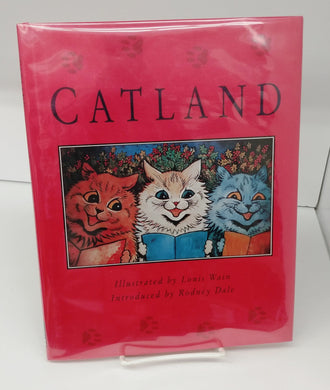 CATLAND
Illustrated by Louis Wain
Introduced by Rodney Dale